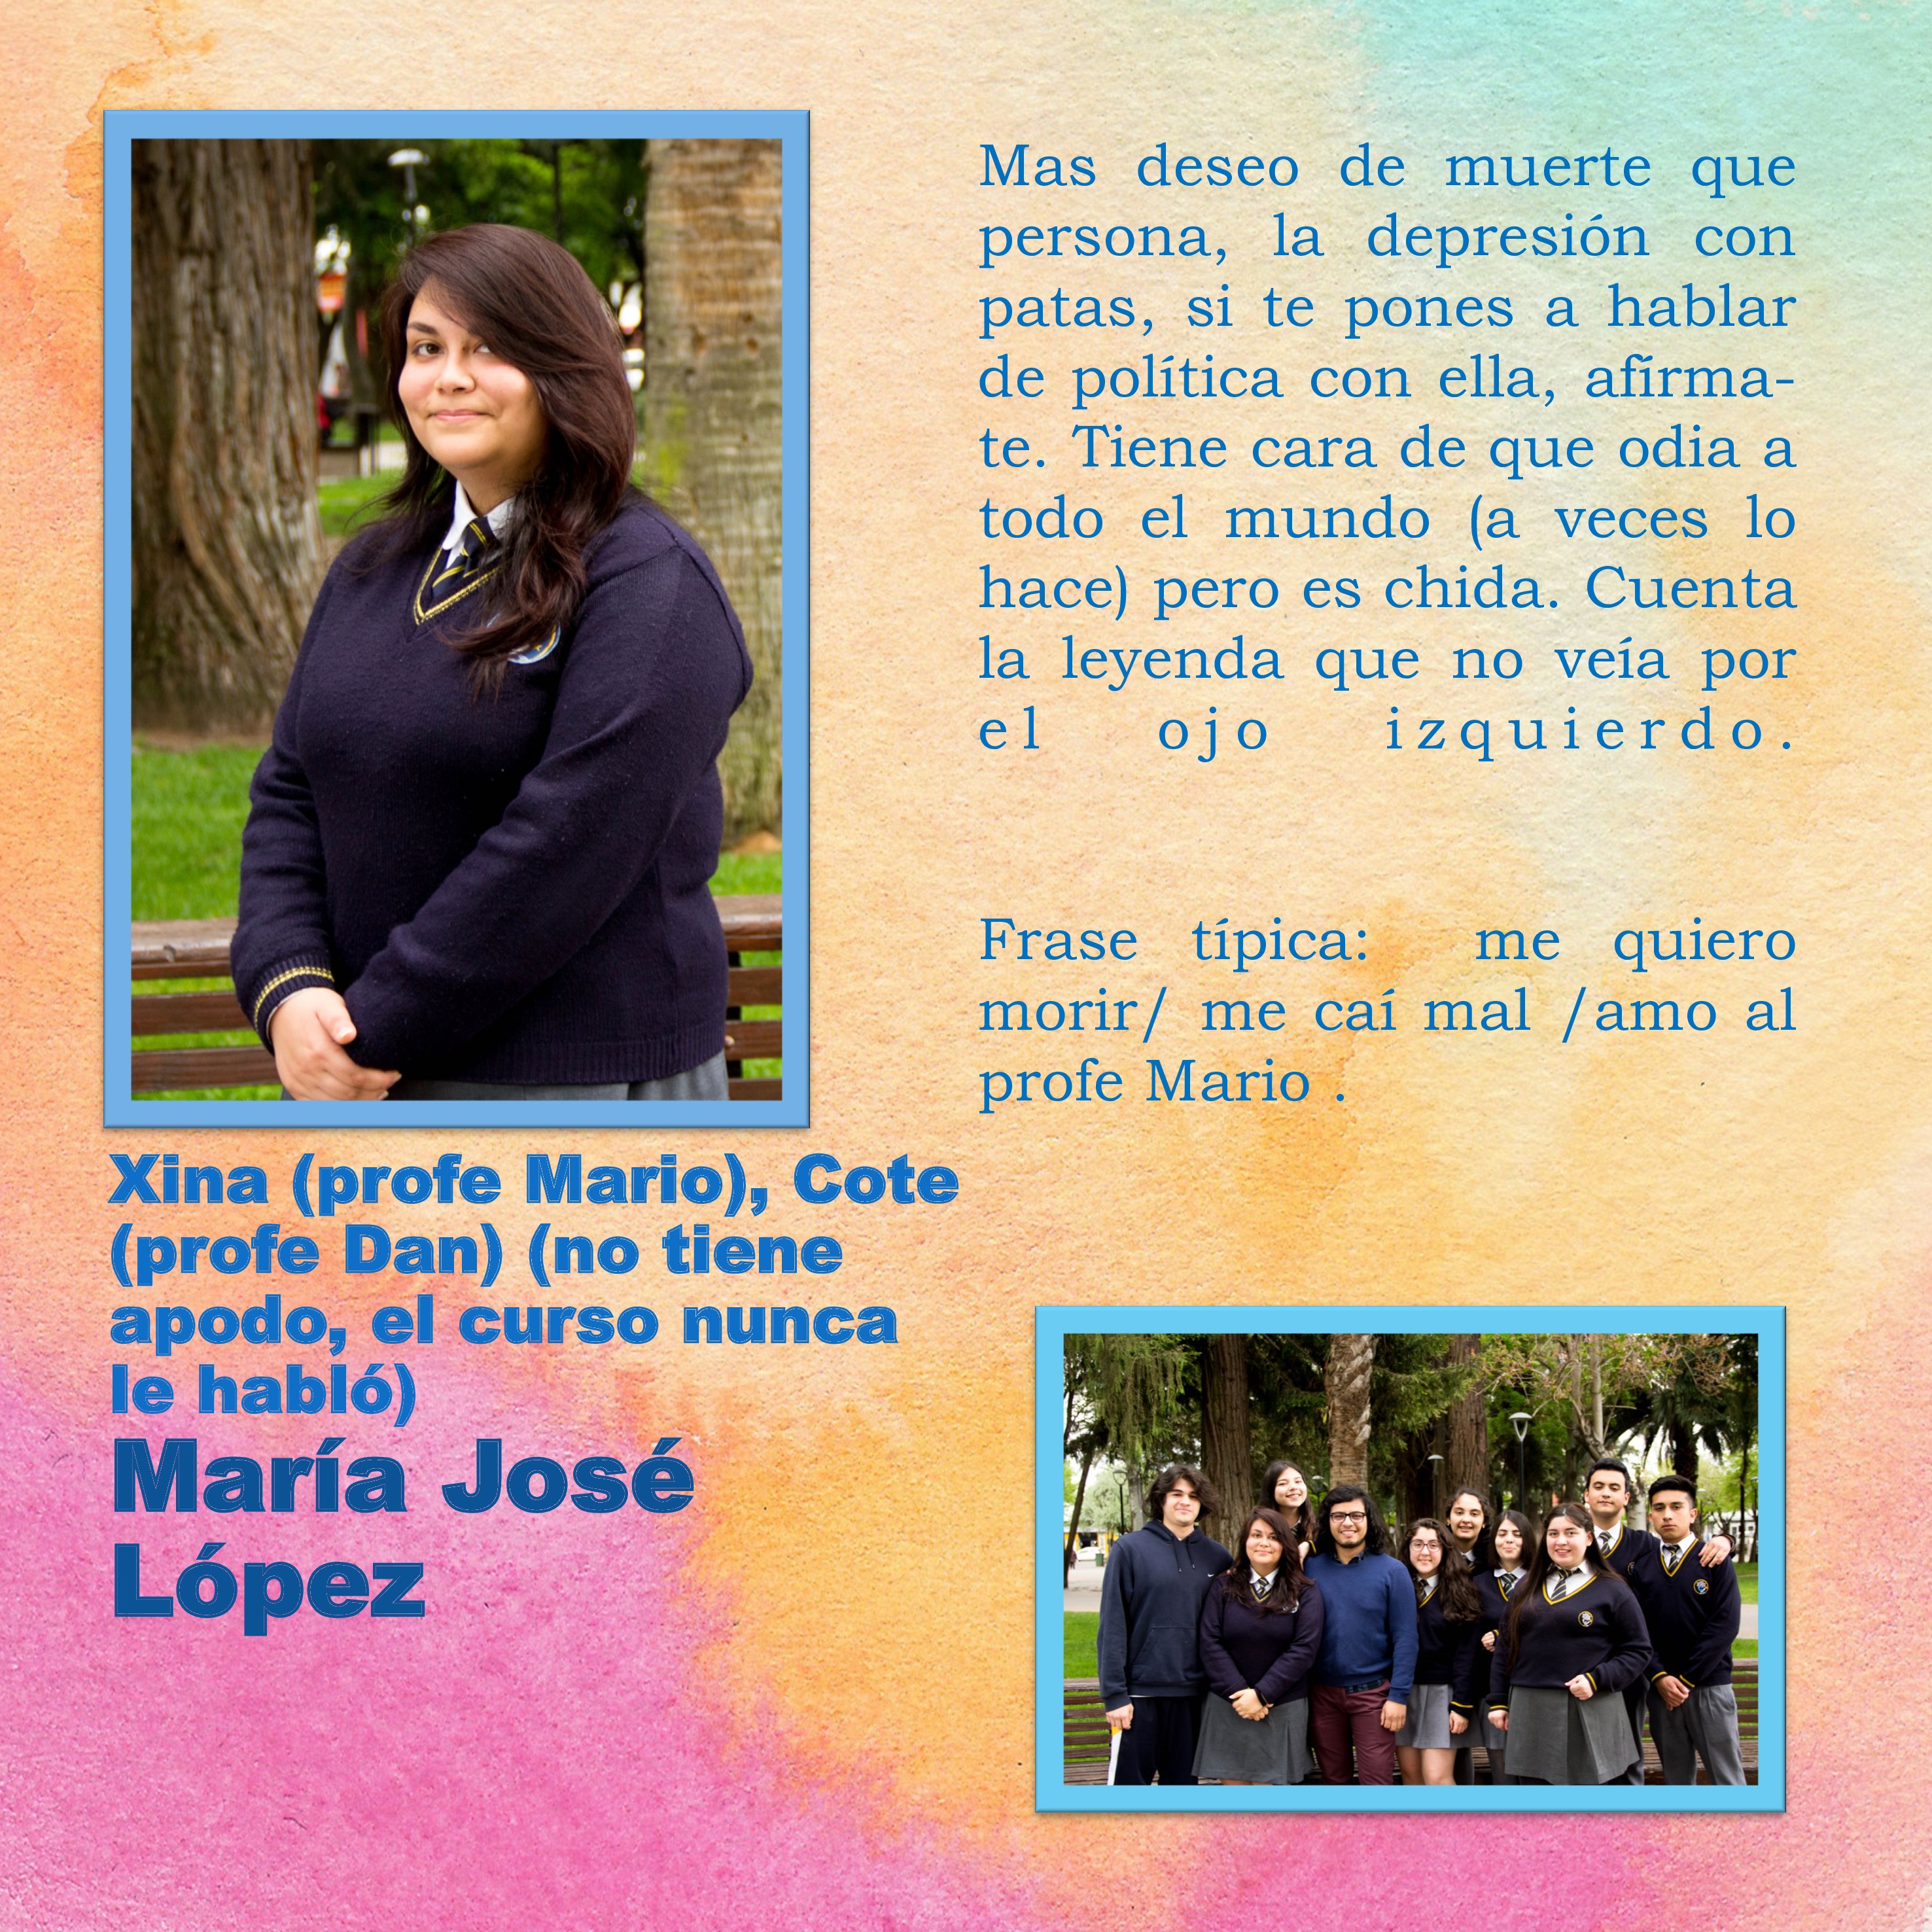 Mas deseo de muerte que
persona, la depresión con
patas, si te pones a hablar
de política con ella, afirma-
te. Tiene cara de que odia a
todo el mundo (a veces lo
hace) pero es chida. Cuenta
la leyenda que no veía por
el ojo izquierdo.
Frase típica: me quiero
morir/ me caí mal /amo al
profe Mario .
Xina (profe Mario), Cote
(profe Dan) (no tiene
apodo, el curso nunca
le habló)
María José
López